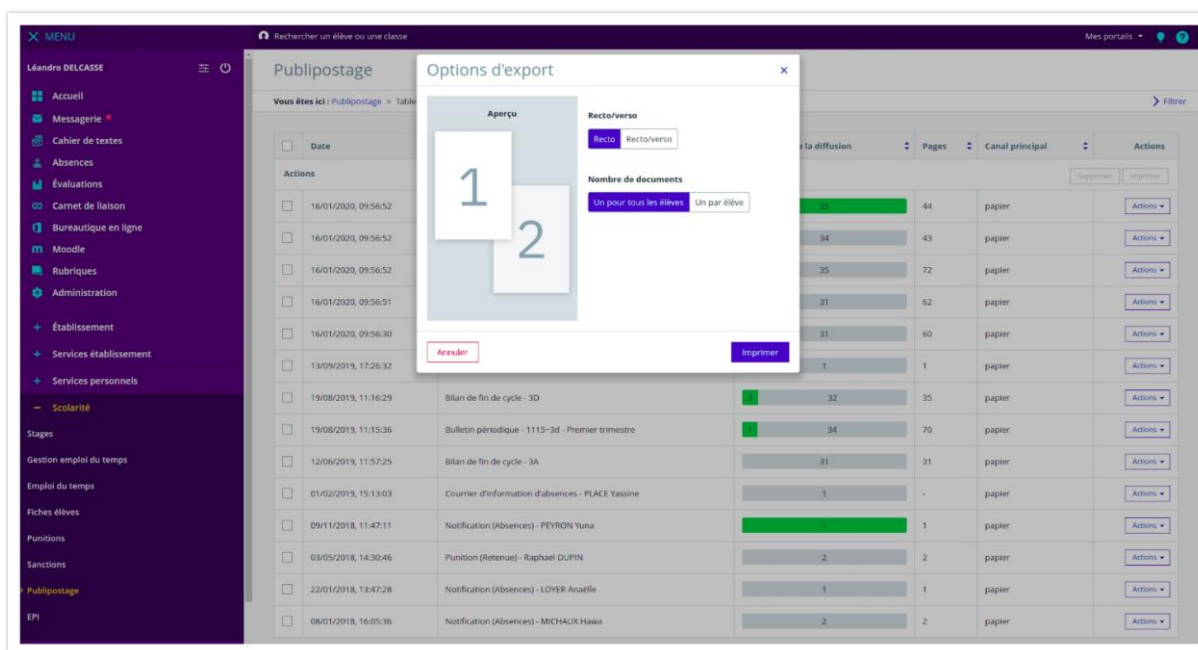 MENU
Rechercher un élève ou une classe
Mes portails
Léandro DELCASSE
Accueil
Messagerie
Cahier de textes
Absences
Évaluations
Carnet de liaison
Bureautique en ligne
Moodle
Rubriques
Administration
+ Établissement
+ Services établissement
+ Services personnels
− Scolarité
Stages
Gestion emploi du temps
Emploi du temps
Fiches élèves
Punitions
Sanctions
Publipostage
EPI
Publipostage
Vous êtes ici : Publipostage > Table
Filtrer
Options d'export
×
Aperçu
1
2
Recto/verso
Recto Recto/verso
Nombre de documents
Un pour tous les élèves Un par élève
Annuler Imprimer
Date la diffusion Pages Canal principal Actions
Actions Supprimer Imprimer
16/01/2020, 09:56:52 35 44 papier Actions
16/01/2020, 09:56:52 34 43 papier Actions
16/01/2020, 09:56:52 35 72 papier Actions
16/01/2020, 09:56:51 31 62 papier Actions
16/01/2020, 09:56:30 31 60 papier Actions
13/09/2019, 17:26:32 1 1 papier Actions
19/08/2019, 11:16:29 Bilan de fin de cycle - 3D 3 32 35 papier Actions
19/08/2019, 11:15:36 Bulletin périodique - 1115~3d - Premier trimestre 1 34 70 papier Actions
12/06/2019, 11:57:25 Bilan de fin de cycle - 3A 31 31 papier Actions
01/02/2019, 15:13:03 Courrier d'information d'absences - PLACE Yassine 1 - papier Actions
09/11/2018, 11:47:11 Notification (Absences) - PEYRON Yuna 1 1 papier Actions
03/05/2018, 14:30:46 Punition (Retenue) - Raphael DUPIN 2 2 papier Actions
22/01/2018, 13:47:28 Notification (Absences) - LOYER Anaëlle 1 1 papier Actions
08/01/2018, 16:05:36 Notification (Absences) - MICHAUX Hawa 2 2 papier Actions